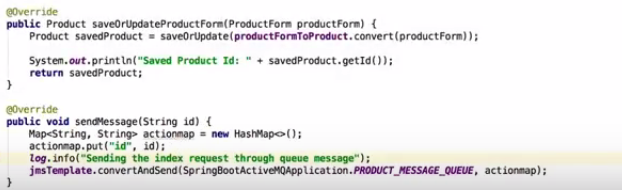 @Override
public Product saveOrUpdateProductForm(ProductForm productForm) {
    Product savedProduct = saveOrUpdate(productFormToProduct.convert(productForm));
    System.out.println("Saved Product Id: " + savedProduct.getId());
    return savedProduct;
}
@Override
public void sendMessage(String id) {
    Map<String, String> actionmap = new HashMap<>();
    actionmap.put("id", id);
    log.info("Sending the index request through queue message");
    jmsTemplate.convertAndSend(SpringBootActiveMQApplication.PRODUCT_MESSAGE_QUEUE, actionmap);
}